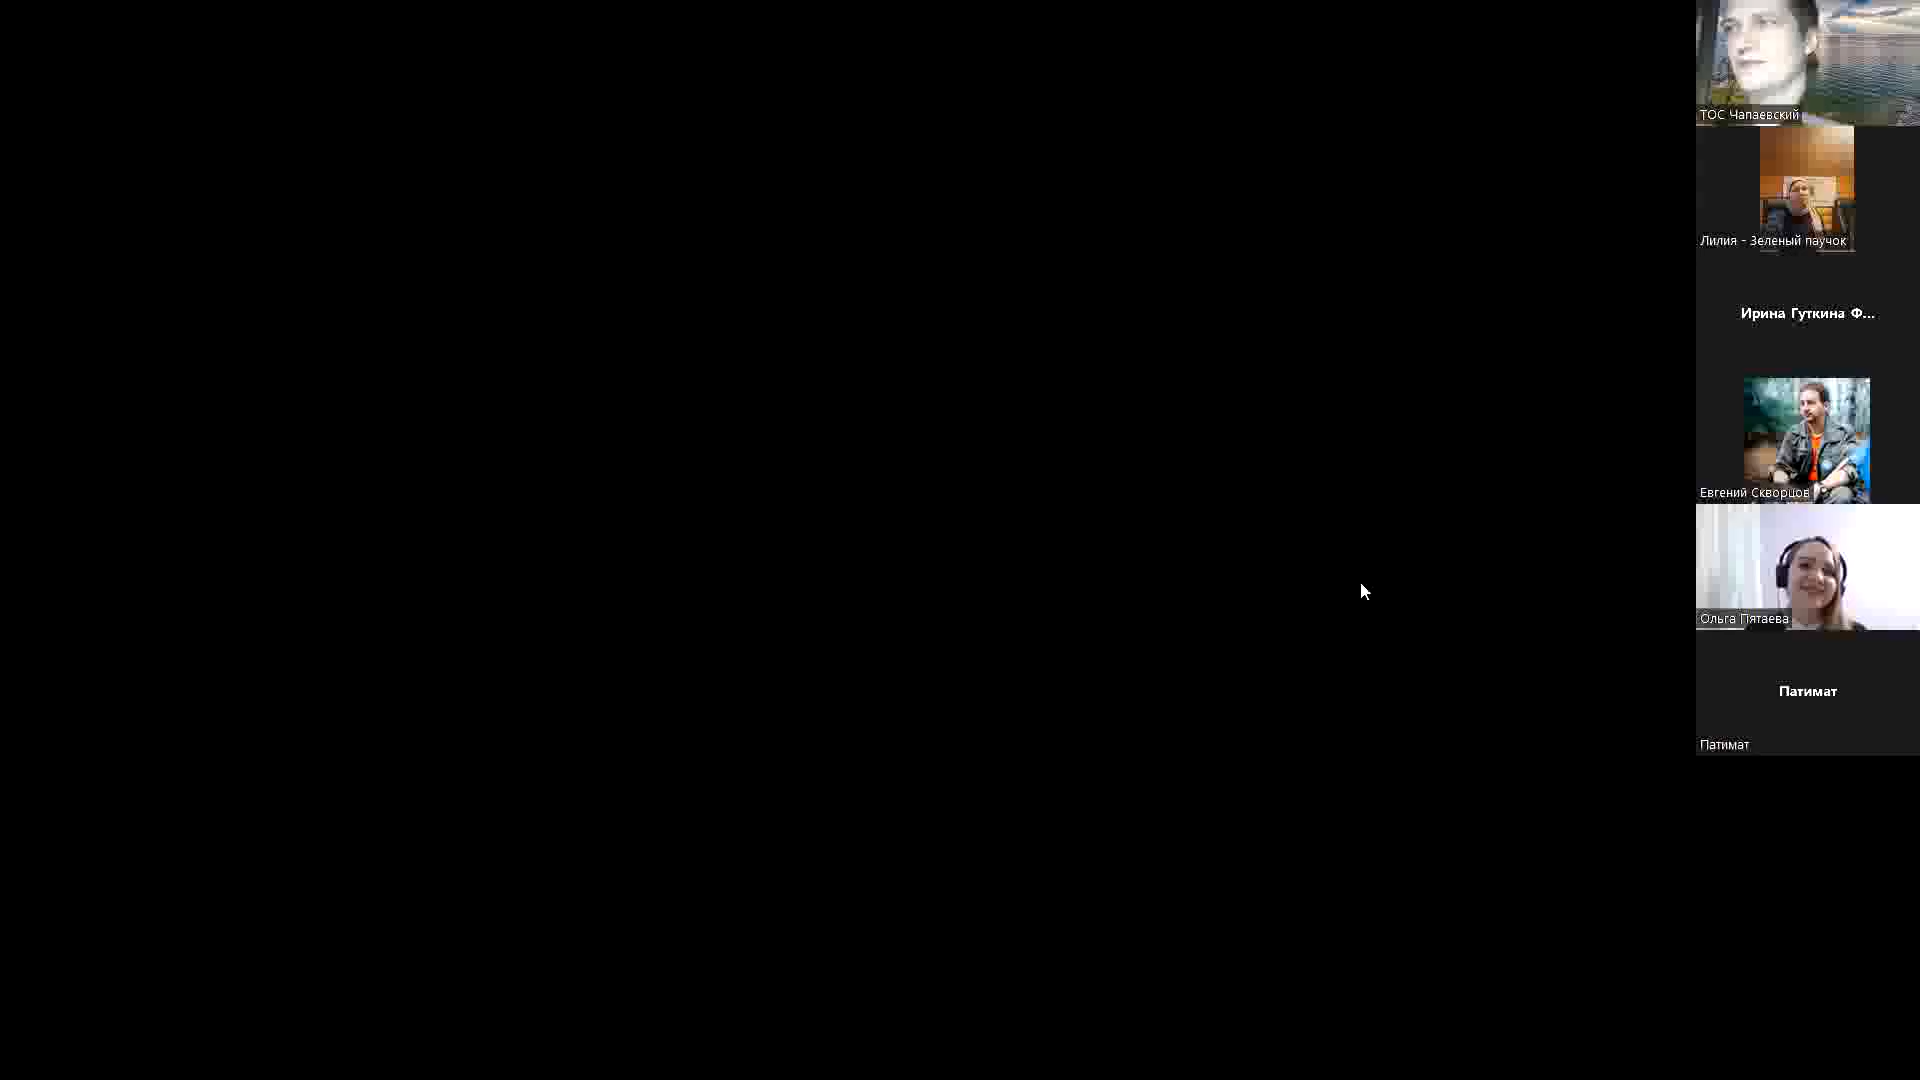 ТОС Чапаевский
Лилия - Зеленый паучок
Ирина Гуткина Ф...
Евгений Скворцов
Ольга Пятаева
Патимат
Патимат